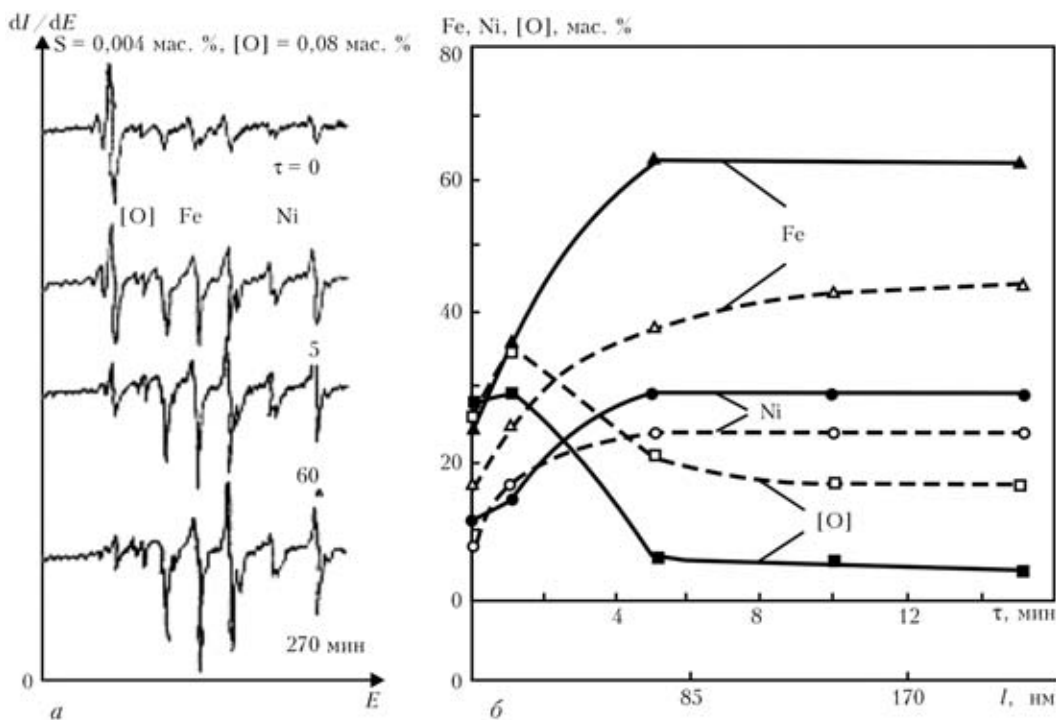 dI/dE
S = 0,004 мас. %, [O] = 0,08 мас. %
τ = 0
[O] Fe Ni
5
60
270 мин
0
E
а
Fe, Ni, [O], мас. %
80
60
40
20
0
0
Fe
Ni
[O]
4 8 12 τ, мин
85 170 l, нм
б